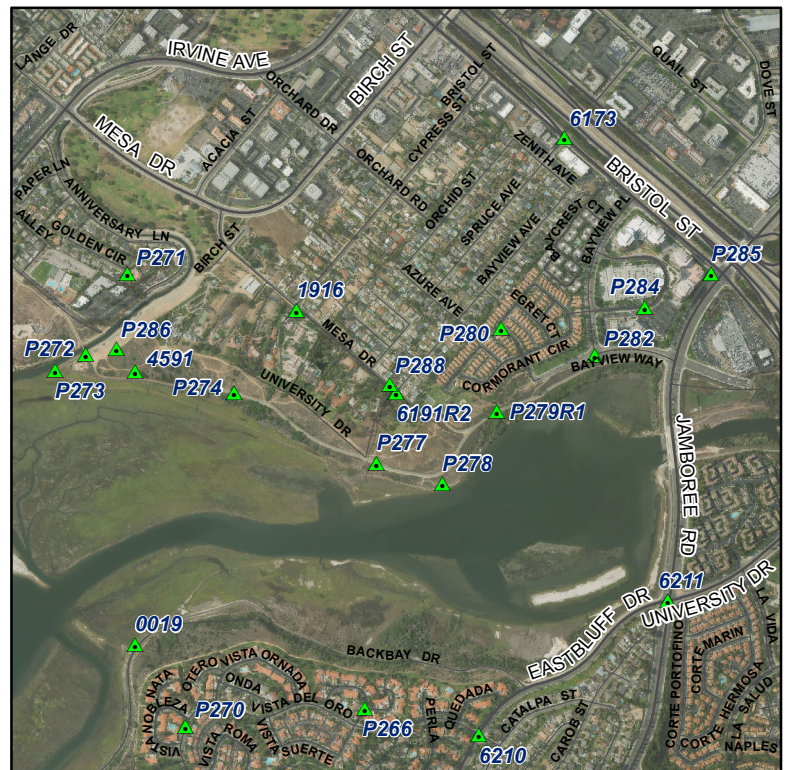 LANGE DR
IRVINE AVE
BIRCH ST
BRISTOL ST
QUAIL ST
DOVE ST
ORCHARD DR
ACACIA ST
MESA DR
CYPRESS ST
6173
ZENITH AVE
BRISTOL ST
PAPER LN
ANNIVERSARY LN
ORCHARD RD
ORCHID ST
SPRUCE AVE
BAYCREST CT
BAYVIEW PL
ALLEY
GOLDEN CIR
BIRCH ST
BAYVIEW AVE
P271
P285
AZURE AVE
1916
EGRET CT
P284
MESA DR
P280
P286
P272
4591
P282
P273
P288
CORMORANT CIR
BAYVIEW WAY
P274
UNIVERSITY DR
6191R2
P279R1
JAMBOREE RD
P277
P278
6211
UNIVERSITY DR
EASTBLUFF DR
0019
BACKBAY DR
LA VIDA
CORTE PORTOFINO
CORTE MARIN
CORTE HERMOSA
LA SALUD
NAPLES
OTERO
VISTA ORNADA
LA NOBLEZA
NATA
ONDA
VISTA DEL ORO
P270
P266
PERLA
QUEDADA
CATALPA ST
CAROB ST
6210
VIST
VISTA ROMA
VISTA SUERTE